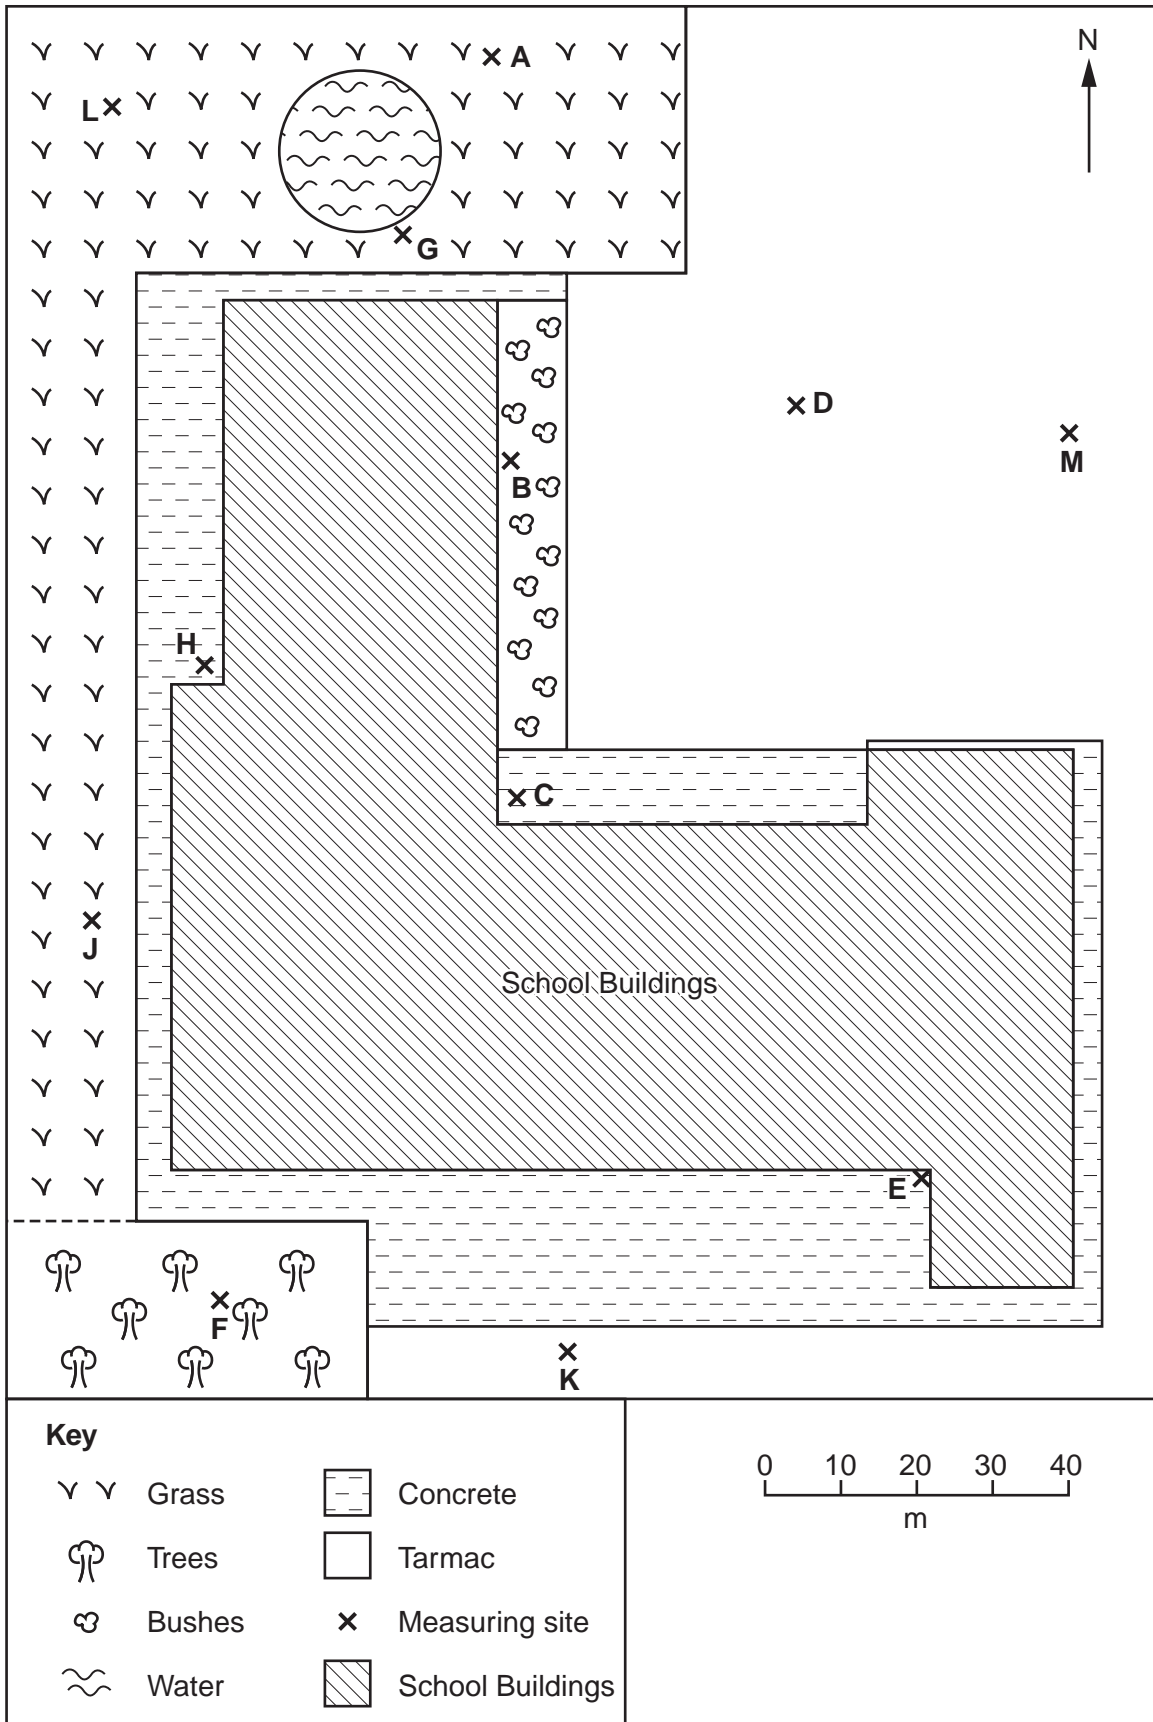 N
A
L
G
D
M
B
H
C
J
School Buildings
E
F
K
Key
Grass
Concrete
Trees
Tarmac
Bushes
Measuring site
Water
School Buildings
0 10 20 30 40
m